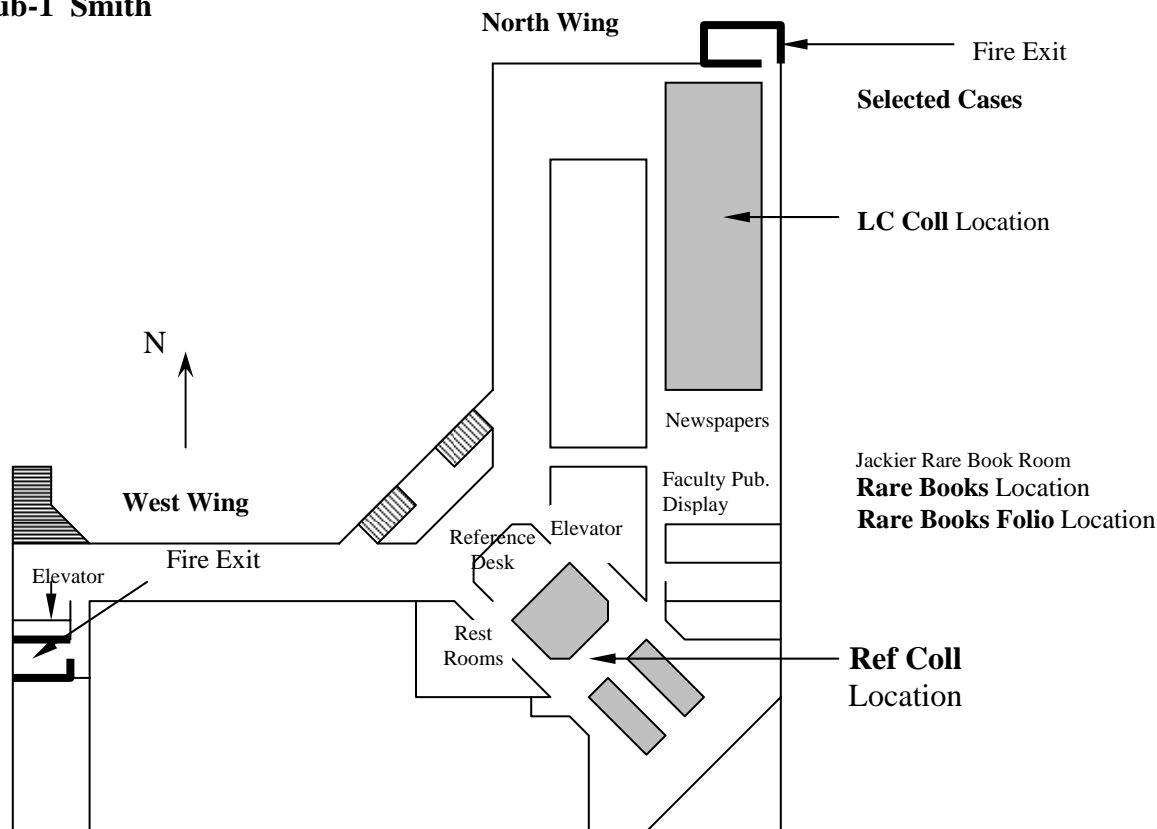 Smith
North Wing
Fire Exit
Selected Cases
LC Coll Location
N
Newspapers
Jackier Rare Book Room
Rare Books Location
Rare Books Folio Location
Faculty Pub.
Display
West Wing
Elevator
Reference
Desk
Fire Exit
Elevator
Rest
Rooms
Ref Coll
Location